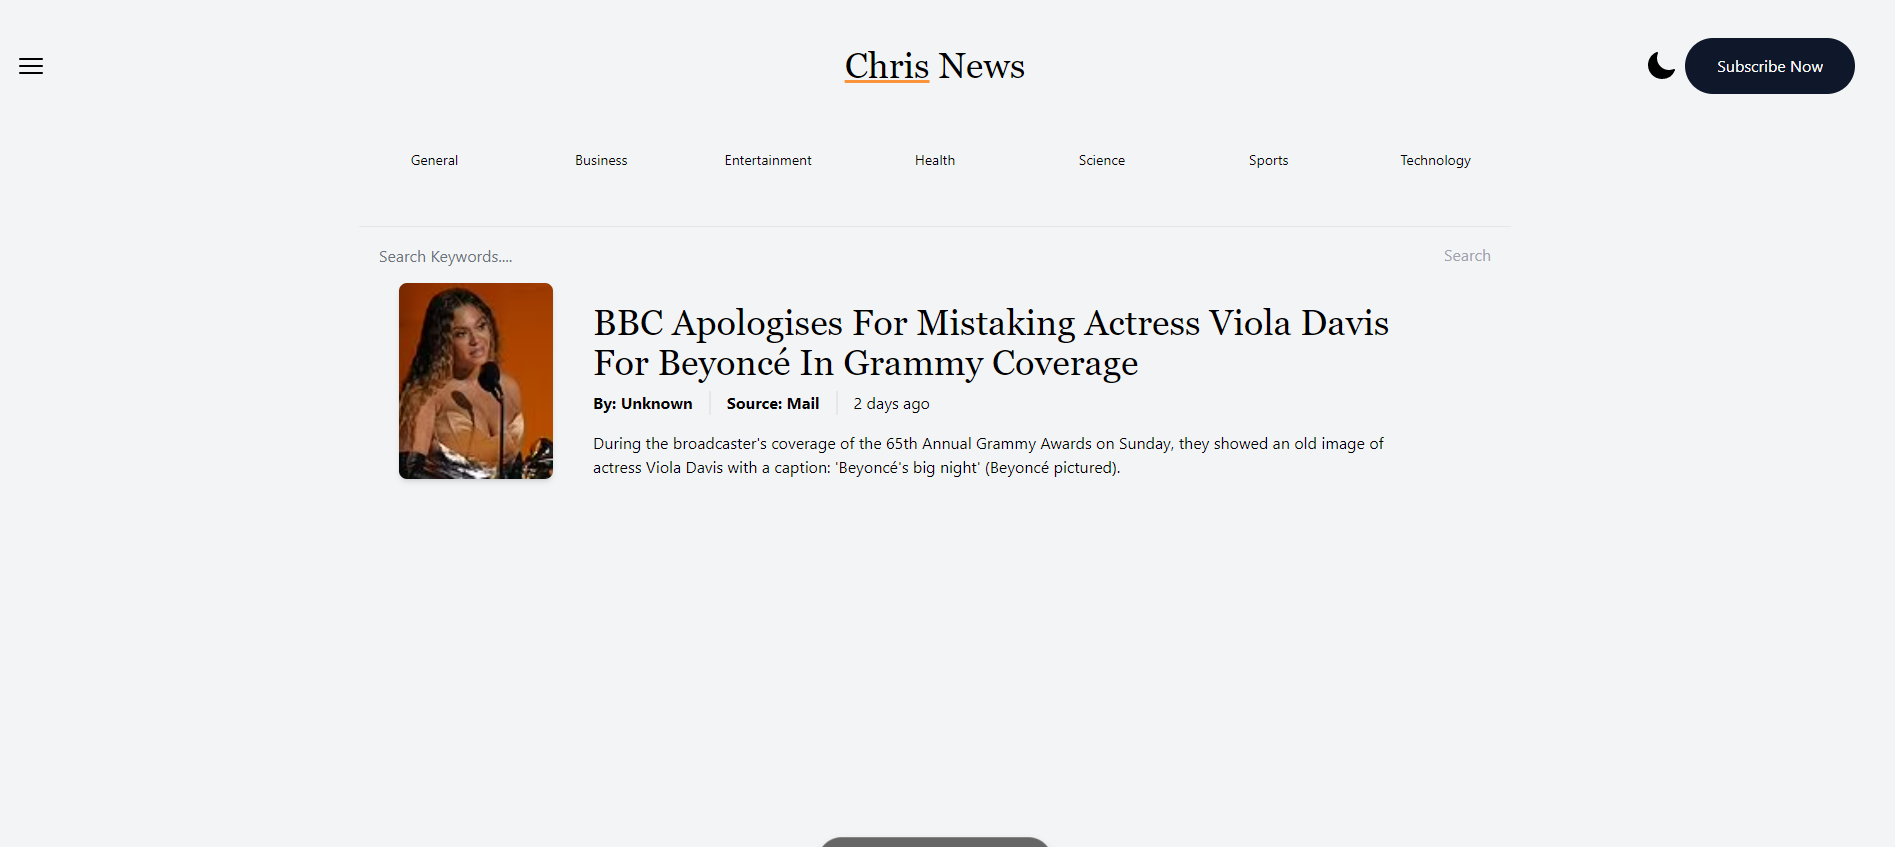 Chris News
Subscribe Now
General
Business
Entertainment
Health
Science
Sports
Technology
Search Keywords....
Search
BBC Apologises For Mistaking Actress Viola Davis
For Beyoncé In Grammy Coverage
By: Unknown
Source: Mail
2 days ago
During the broadcaster's coverage of the 65th Annual Grammy Awards on Sunday, they showed an old image of
actress Viola Davis with a caption: 'Beyoncé's big night' (Beyoncé pictured).